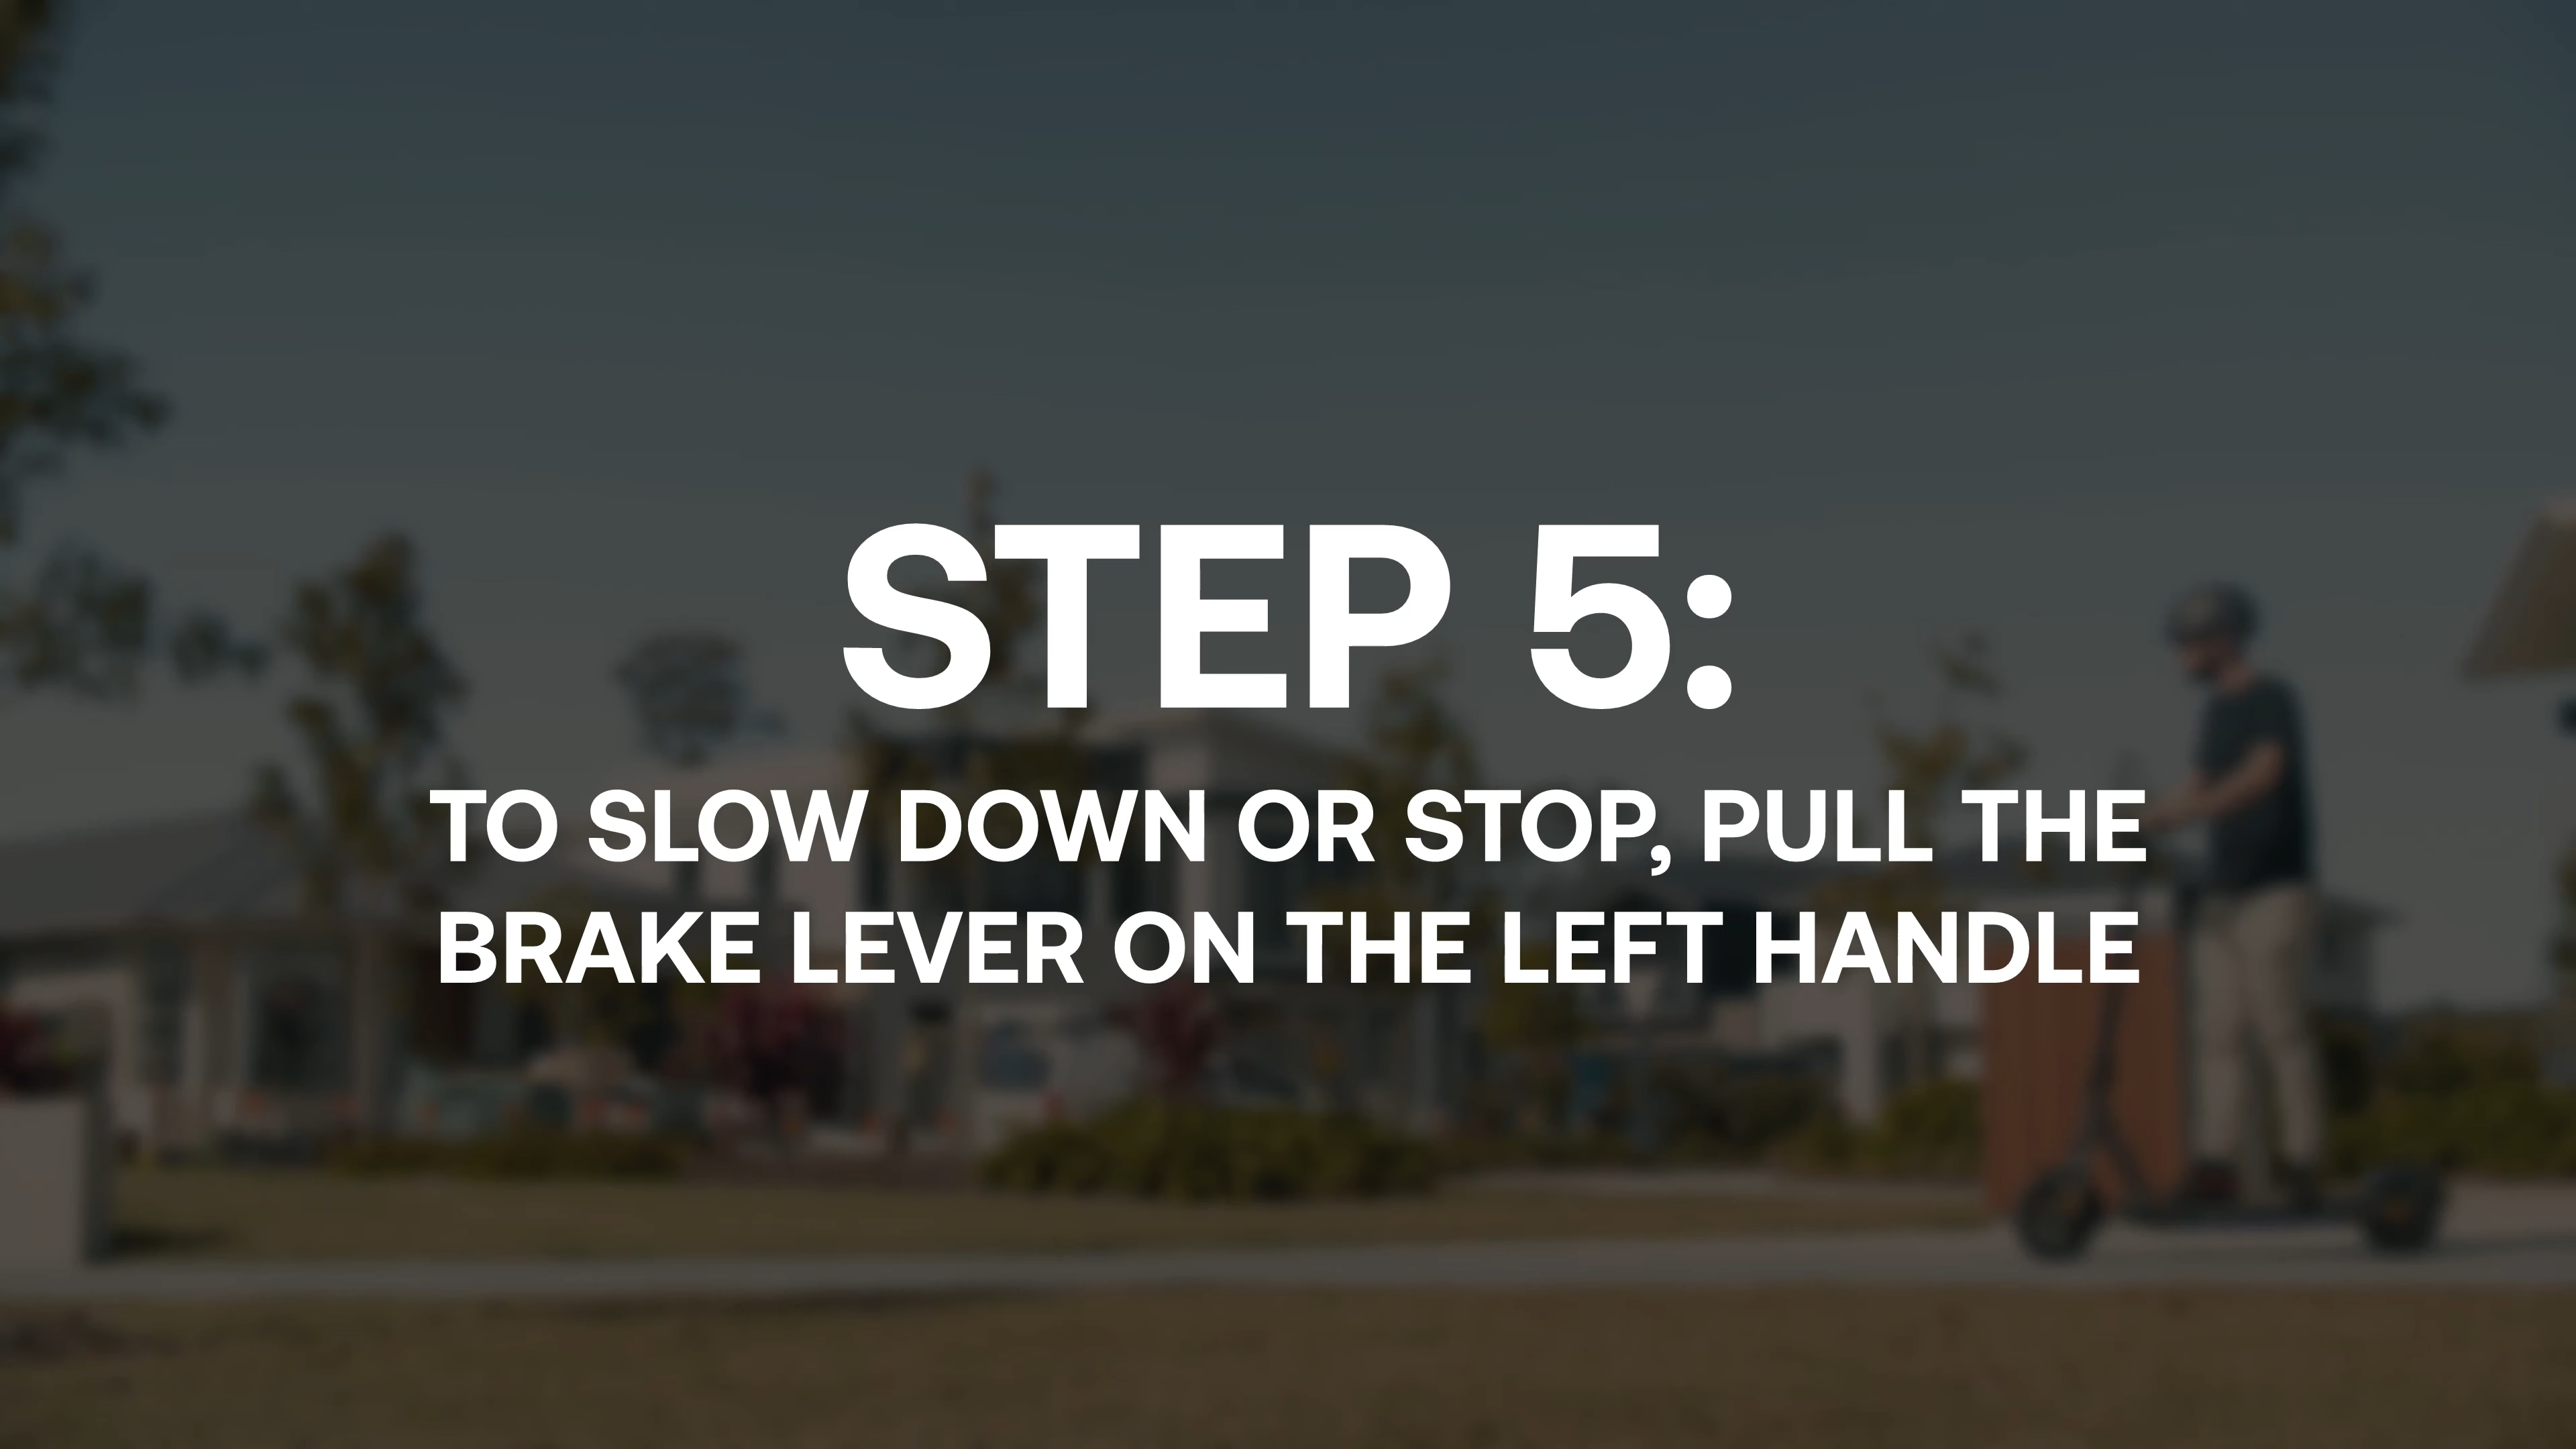 STEP 5:
TO SLOW DOWN OR STOP, PULL THE
BRAKE LEVER ON THE LEFT HANDLE